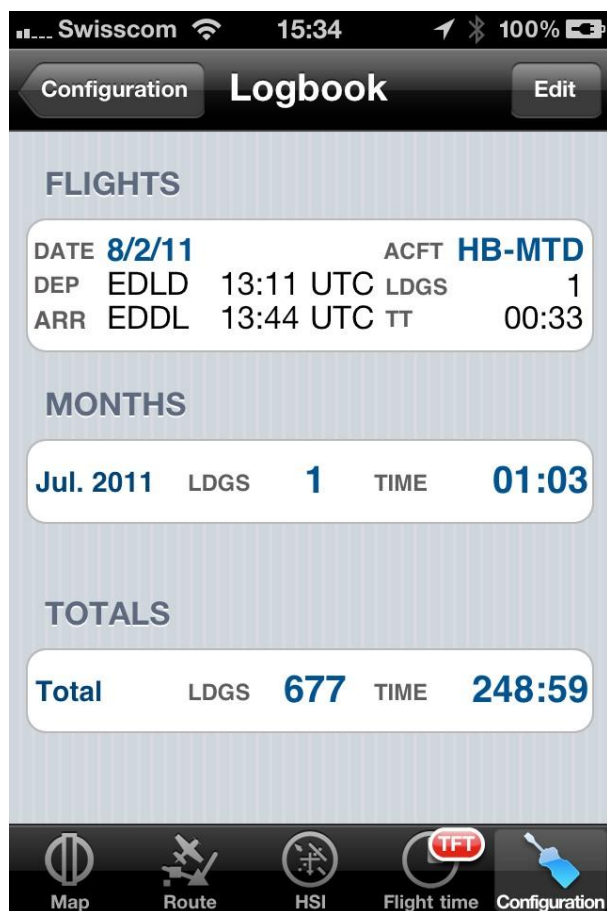 Swisscom 15:34 100%
Configuration Logbook Edit
FLIGHTS
DATE 8/2/11 ACFT HB-MTD
DEP EDLD 13:11 UTC LDGS 1
ARR EDDL 13:44 UTC TT 00:33
MONTHS
Jul. 2011 LDGS 1 TIME 01:03
TOTALS
Total LDGS 677 TIME 248:59
TFT
Map Route HSI Flight time Configuration